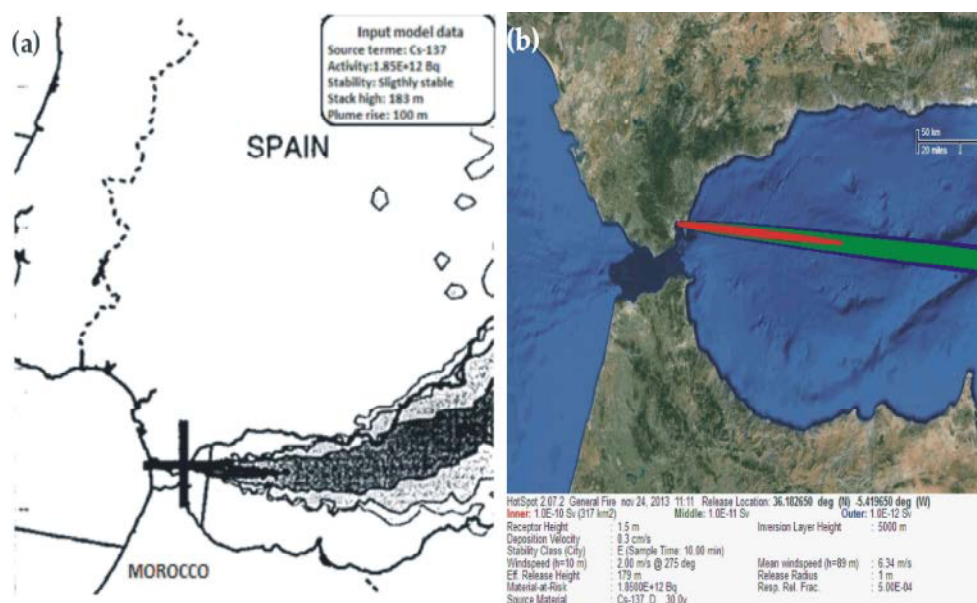 (a)
Input model data
Source terme: Cs-137
Activity:1.85E+12 Bq
Stability: Sligthly stable
Stack high: 183 m
Plume rise: 100 m
SPAIN
MOROCCO
(b)
50 km
20 miles
HotSpot 2.07.2 General Fire nov 24, 2013 11:11 Release Location: 36.182650 deg (N) -5.419650 deg (W)
Inner: 1.0E-10 Sv (317 km2) Middle: 1.0E-11 Sv Outer: 1.0E-12 Sv
Receptor Height : 1.5 m Inversion Layer Height : 5000 m
Deposition Velocity : 0.3 cm/s
Stability Class (City) : E (Sample Time: 10.00 min)
Windspeed (h=10 m) : 2.00 m/s @ 275 deg Mean windspeed (h=89 m) : 6.34 m/s
Eff. Release Height : 179 m Release Radius : 1 m
Material-at-Risk : 1.8500E+12 Bq Resp. Rel. Frac. : 5.00E-04
Source Material : Cs-137 D 30.0y